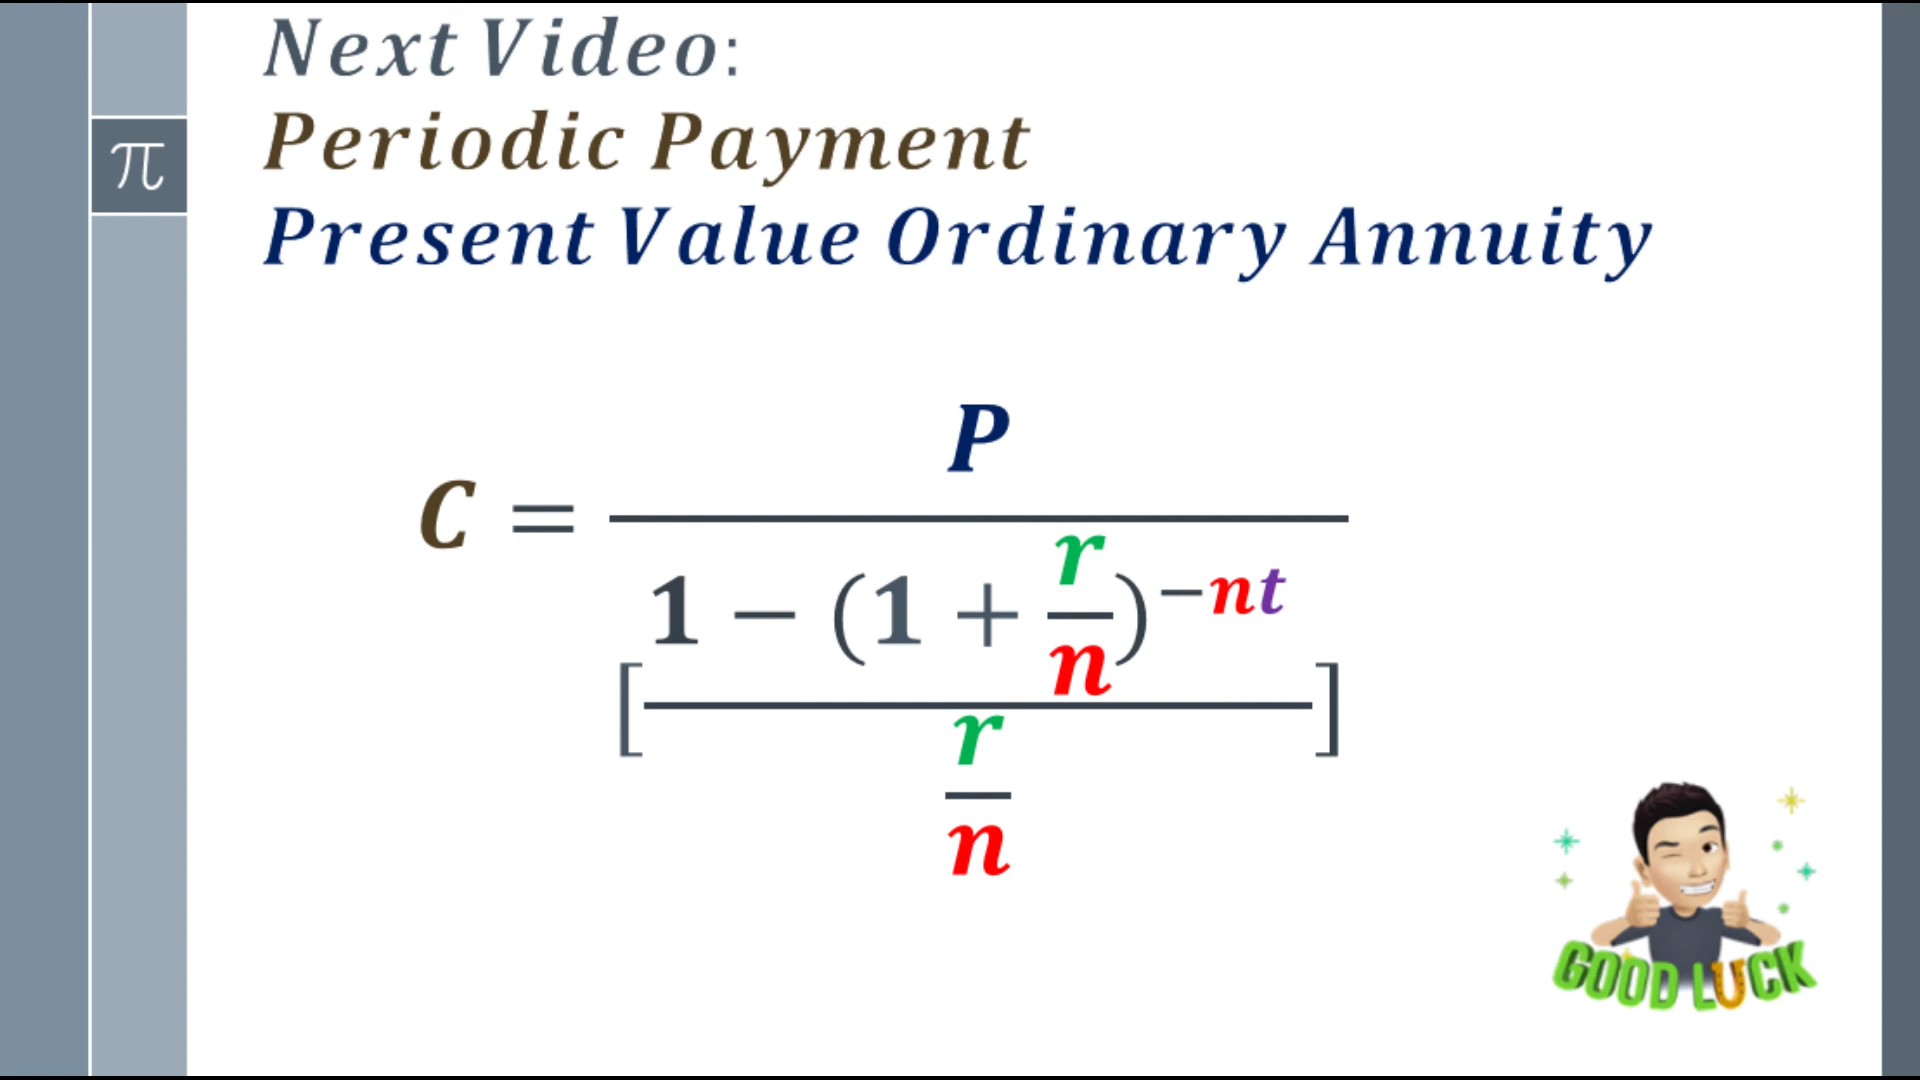 Next Video:
π
Periodic Payment
Present Value Ordinary Annuity
C = P / [ (1 − (1 + r/n)^−nt) / (r/n) ]
GOOD LUCK